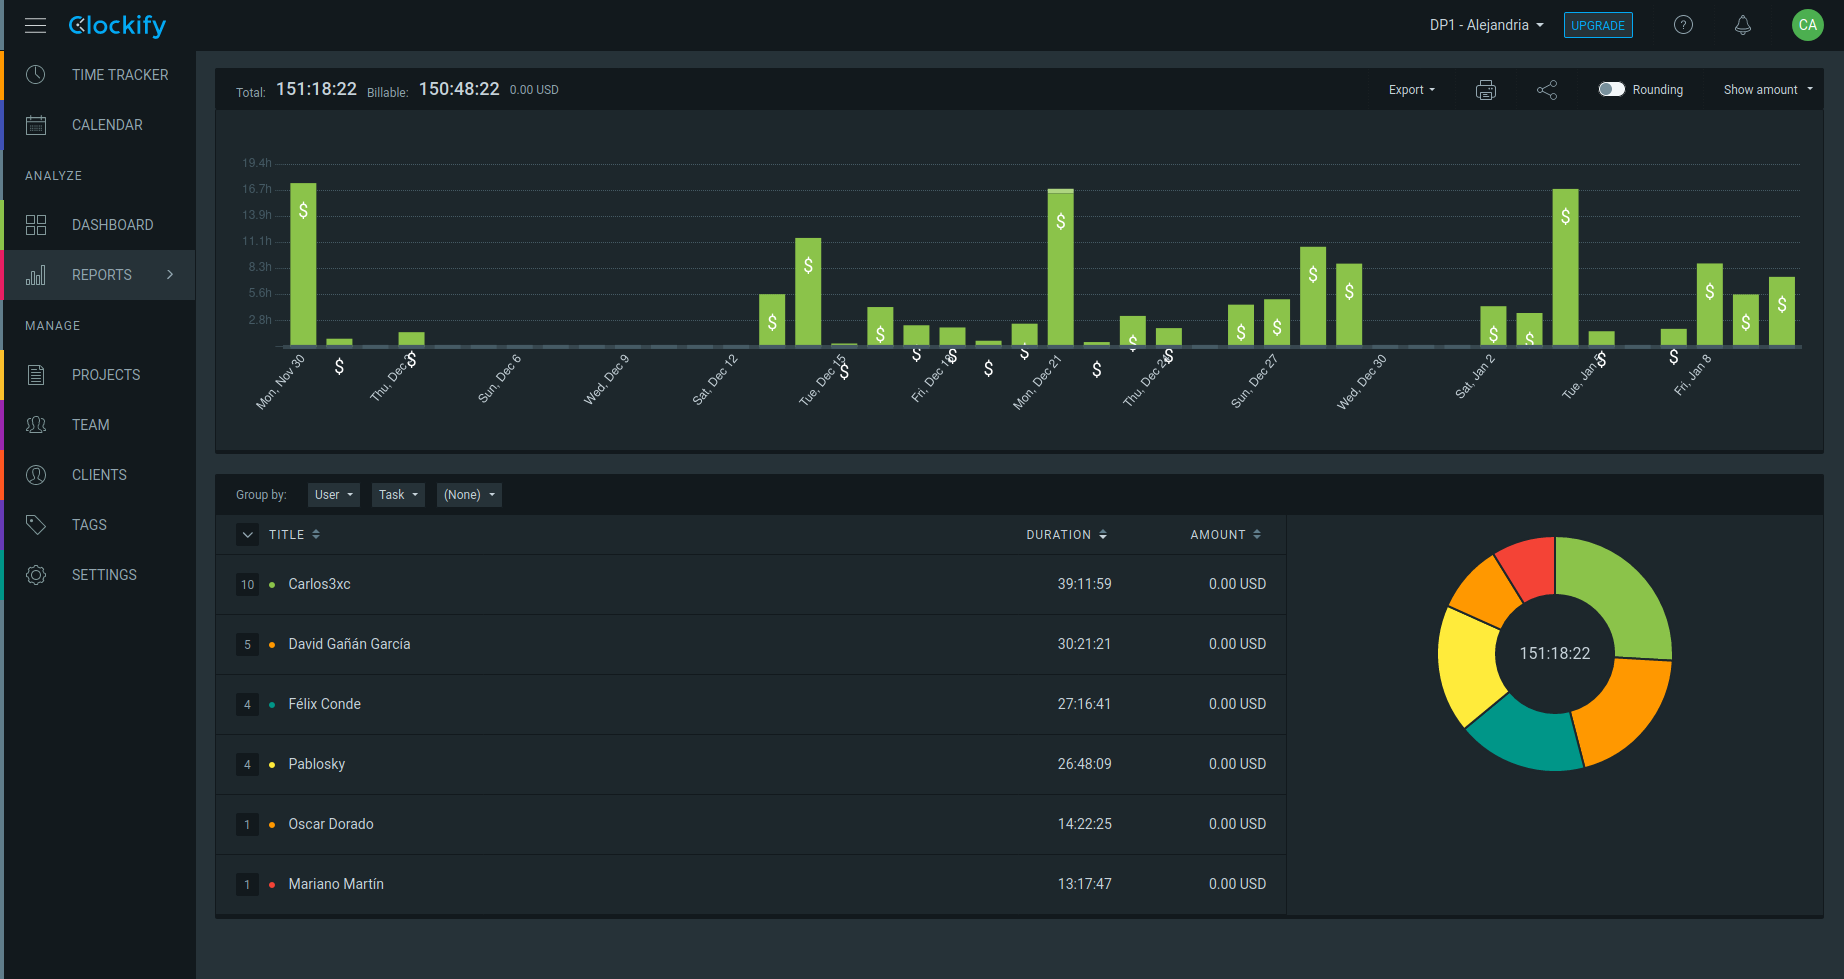 Clockify
DP1 - Alejandria
UPGRADE
?
CA
TIME TRACKER
CALENDAR
ANALYZE
DASHBOARD
REPORTS
MANAGE
PROJECTS
TEAM
CLIENTS
TAGS
SETTINGS
Total: 151:18:22 Billable: 150:48:22 0.00 USD
Export
Rounding
Show amount
19.4h
16.7h
13.9h
11.1h
8.3h
5.6h
2.8h
$ $ $ $ $ $ $ $ $ $ $ $ $ $ $ $ $ $ $ $ $ $ $ $ $ $ $ $
Mon, Nov 30
Thu, Dec
Sun, Dec 6
Wed, Dec 9
Sat, Dec 12
Tue, Dec 15
Fri, Dec
Mon, Dec 21
Thu, Dec
Sun, Dec 27
Wed, Dec 30
Sat, Jan 2
Tue, Jan
Fri, Jan 8
Group by: User Task (None)
TITLE DURATION AMOUNT
10 Carlos3xc 39:11:59 0.00 USD
5 David Gañán García 30:21:21 0.00 USD
4 Félix Conde 27:16:41 0.00 USD
4 Pablosky 26:48:09 0.00 USD
1 Oscar Dorado 14:22:25 0.00 USD
1 Mariano Martín 13:17:47 0.00 USD
151:18:22